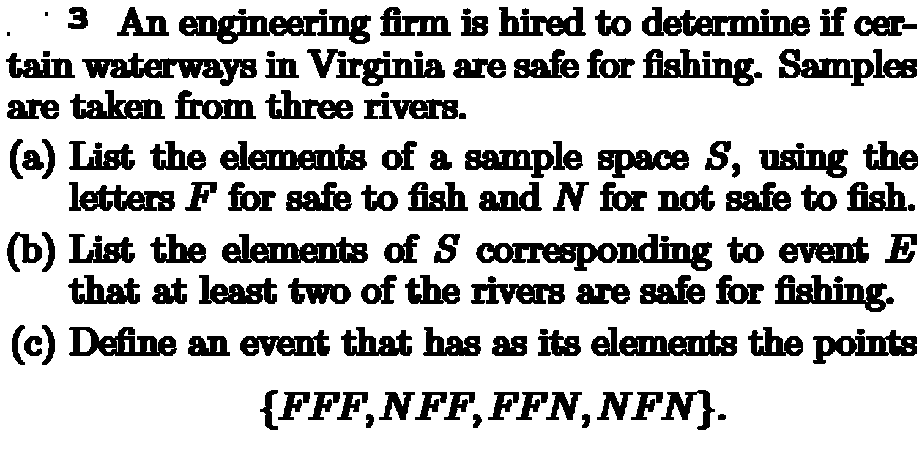 . 3 An engineering firm is hired to determine if cer-
tain waterways in Virginia are safe for fishing. Samples
are taken from three rivers.
(a) List the elements of a sample space S, using the
letters F for safe to fish and N for not safe to fish.
(b) List the elements of S corresponding to event E
that at least two of the rivers are safe for fishing.
(c) Define an event that has as its elements the points
{FFF, NFF, FFN, NFN}.